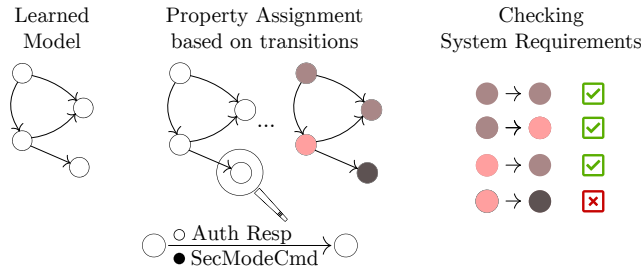 Learned
Model
Property Assignment
based on transitions
...
Auth Resp
SecModeCmd
Checking
System Requirements